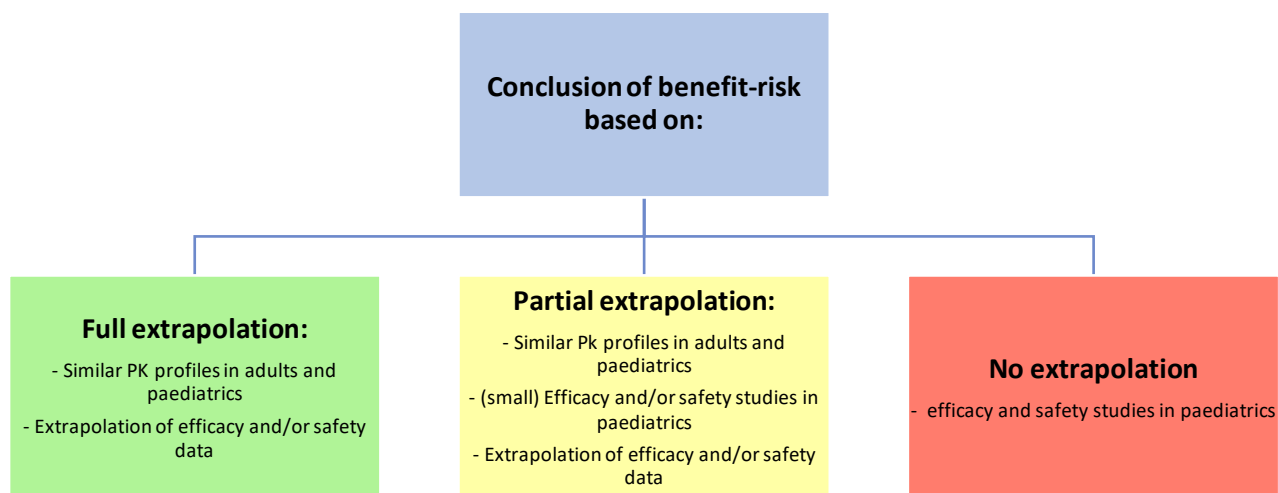 Conclusion of benefit-risk
based on:
Full extrapolation:
- Similar PK profiles in adults and
paediatrics
- Extrapolation of efficacy and/or safety
data
Partial extrapolation:
- Similar Pk profiles in adults and
paediatrics
- (small) Efficacy and/or safety studies in
paediatrics
- Extrapolation of efficacy and/or safety
data
No extrapolation
- efficacy and safety studies in paediatrics